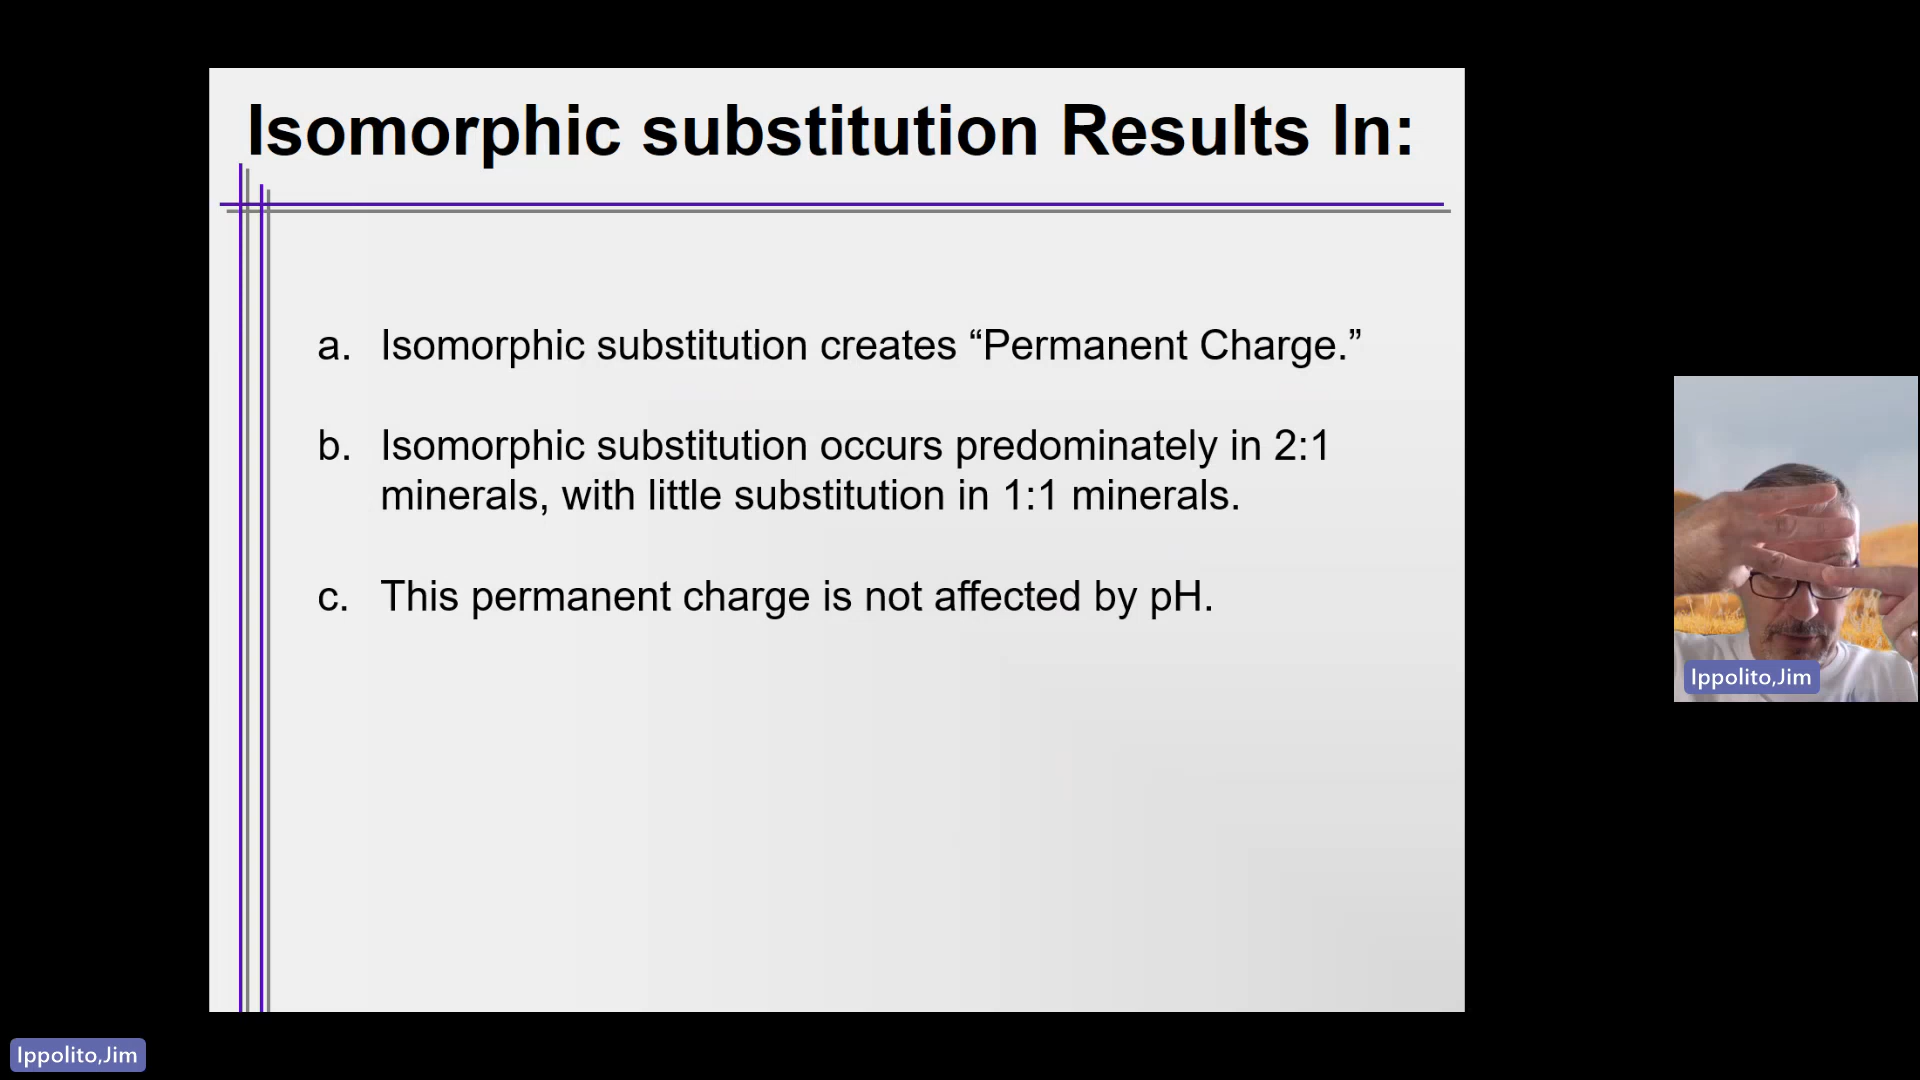 Isomorphic substitution Results In:
a. Isomorphic substitution creates “Permanent Charge.”
b. Isomorphic substitution occurs predominately in 2:1
minerals, with little substitution in 1:1 minerals.
c. This permanent charge is not affected by pH.
Ippolito,Jim
Ippolito,Jim